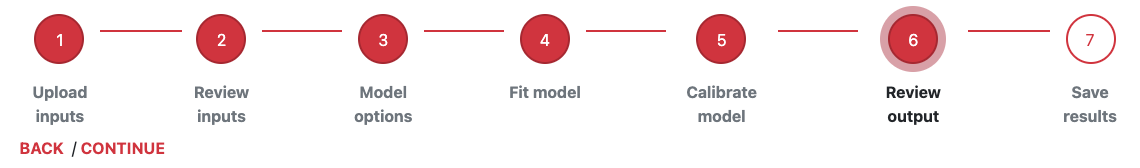 1 2 3 4 5 6 7
Upload inputs Review inputs Model options Fit model Calibrate model Review output Save results
BACK / CONTINUE